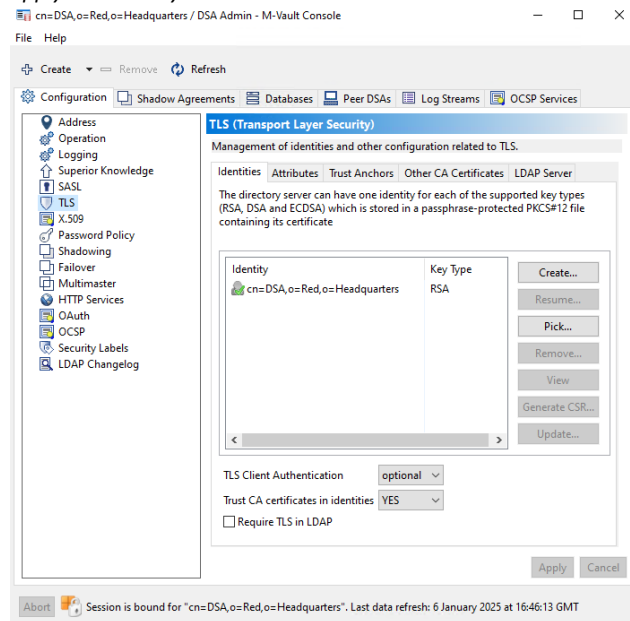 cn=DSA,o=Red,o=Headquarters / DSA Admin - M-Vault Console
File Help
Create Remove Refresh
Configuration Shadow Agreements Databases Peer DSAs Log Streams OCSP Services
Address
Operation
Logging
Superior Knowledge
SASL
TLS
X.509
Password Policy
Shadowing
Failover
Multimaster
HTTP Services
OAuth
OCSP
Security Labels
LDAP Changelog
TLS (Transport Layer Security)
Management of identities and other configuration related to TLS.
Identities Attributes Trust Anchors Other CA Certificates LDAP Server
The directory server can have one identity for each of the supported key types
(RSA, DSA and ECDSA) which is stored in a passphrase-protected PKCS#12 file
containing its certificate
Identity Key Type
cn=DSA,o=Red,o=Headquarters RSA
Create...
Resume...
Pick...
Remove...
View
Generate CSR...
Update...
TLS Client Authentication optional
Trust CA certificates in identities YES
Require TLS in LDAP
Apply Cancel
Abort Session is bound for "cn=DSA,o=Red,o=Headquarters". Last data refresh: 6 January 2025 at 16:46:13 GMT